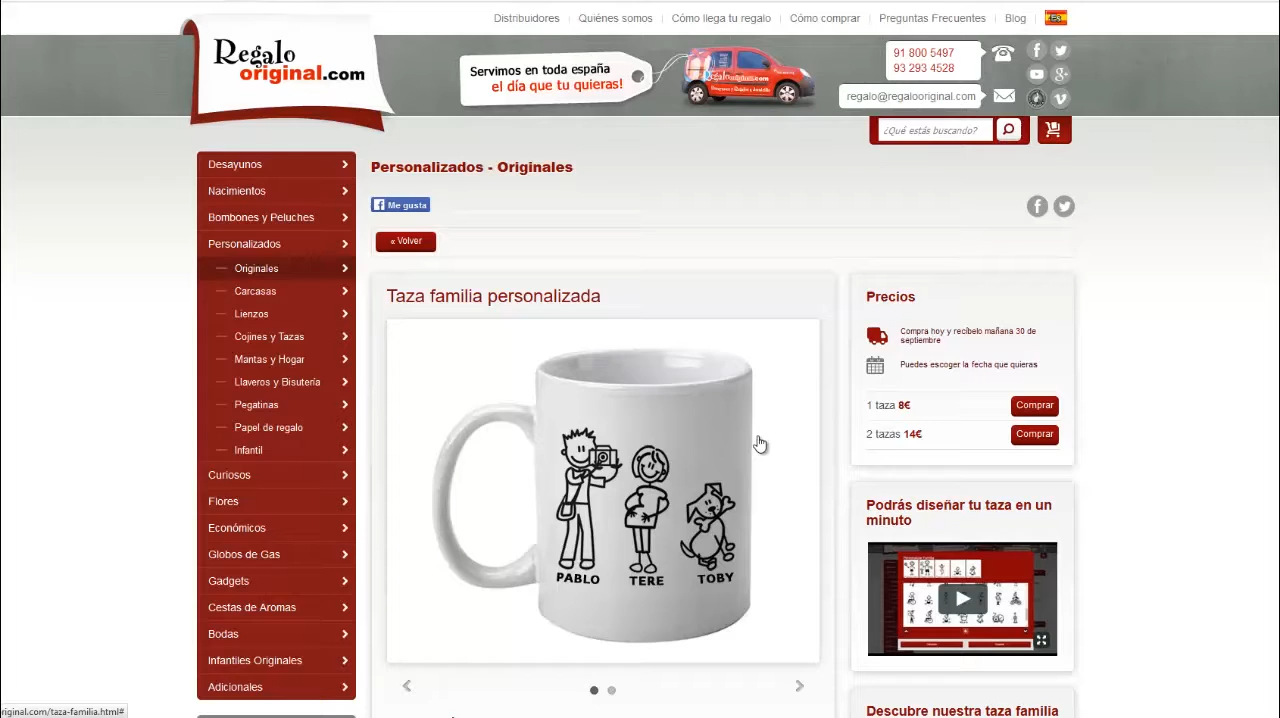 Distribuidores
Quiénes somos
Cómo llega tu regalo
Cómo comprar
Preguntas Frecuentes
Blog
Regalo
original.com
Servimos en toda españa
el día que tu quieras!
91 800 5497
93 293 4528
regalo@regalooriginal.com
¿Qué estás buscando?
Desayunos
Nacimientos
Bombones y Peluches
Personalizados
Originales
Carcasas
Lienzos
Cojines y Tazas
Mantas y Hogar
Llaveros y Bisutería
Pegatinas
Papel de regalo
Infantil
Curiosos
Flores
Económicos
Globos de Gas
Gadgets
Cestas de Aromas
Bodas
Infantiles Originales
Adicionales
Personalizados - Originales
Me gusta
« Volver
Taza familia personalizada
PABLO TERE TOBY
Precios
Compra hoy y recíbelo mañana 30 de
septiembre
Puedes escoger la fecha que quieras
1 taza 8€ Comprar
2 tazas 14€ Comprar
Podrás diseñar tu taza en un
minuto
Descubre nuestra taza familia
riginal.com/taza-familia.html#